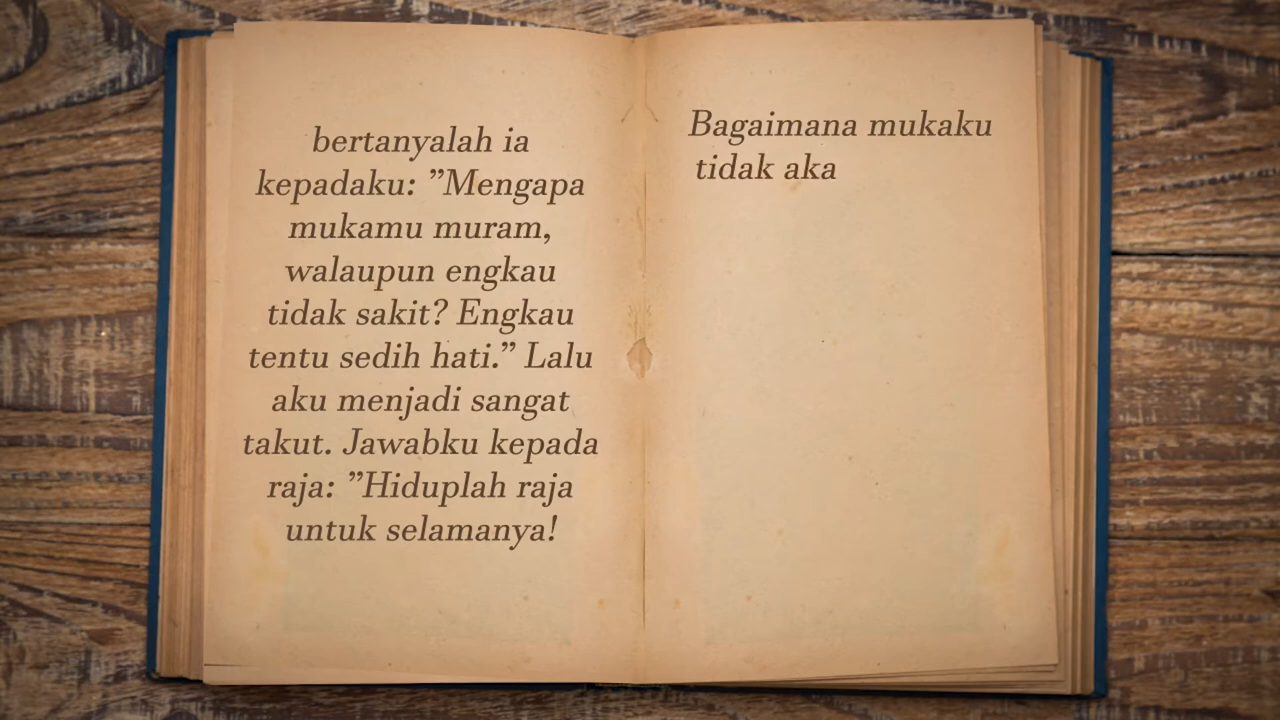 bertanyalah ia
kepadaku: ”Mengapa
mukamu muram,
walaupun engkau
tidak sakit? Engkau
tentu sedih hati.” Lalu
aku menjadi sangat
takut. Jawabku kepada
raja: ”Hiduplah raja
untuk selamanya!
Bagaimana mukaku
tidak aka